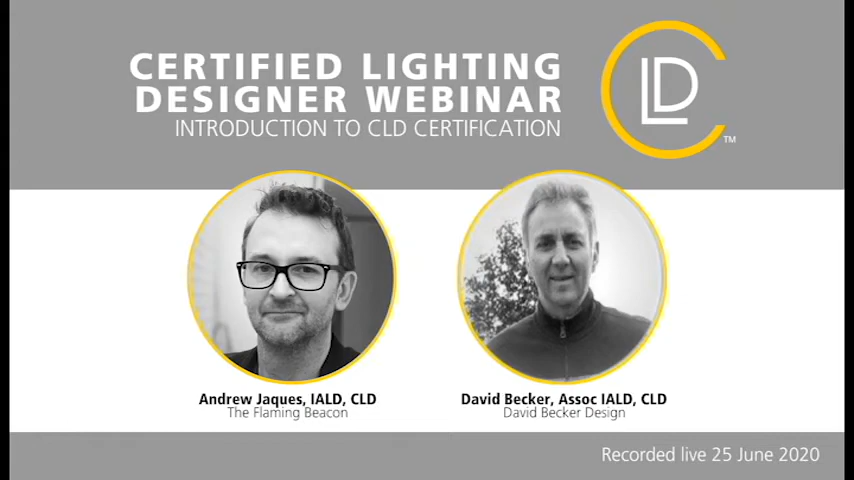 CERTIFIED LIGHTING
DESIGNER WEBINAR
INTRODUCTION TO CLD CERTIFICATION
CLD
TM
Andrew Jaques, IALD, CLD
The Flaming Beacon
David Becker, Assoc IALD, CLD
David Becker Design
Recorded live 25 June 2020